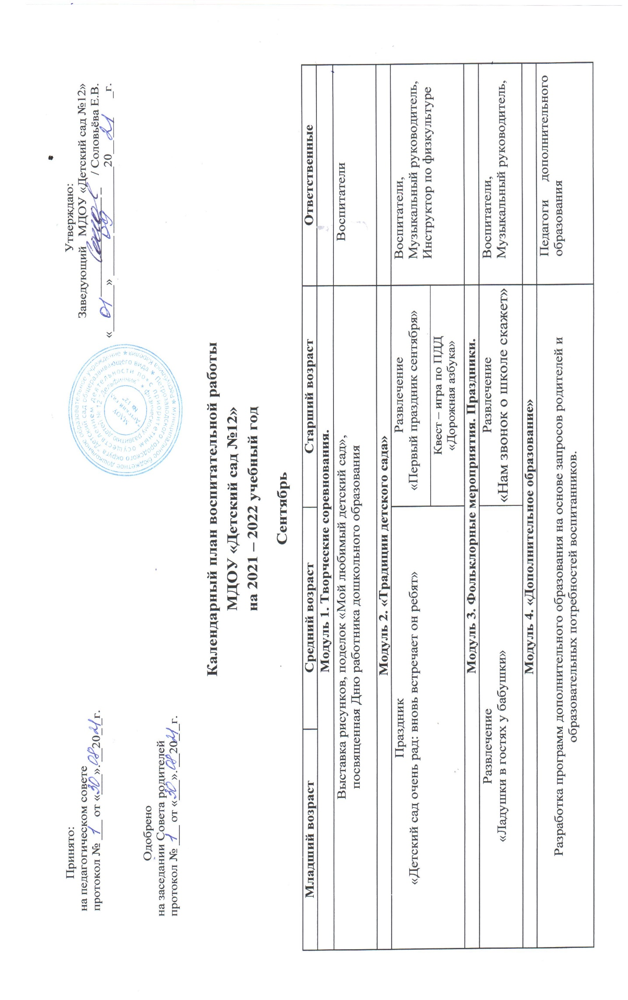 Принято:
на педагогическом совете
протокол № 1 от «30».08 2021 г.
Одобрено
на заседании Совета родителей
протокол № 1 от «30».08 2021 г.
Утверждаю:
Заведующий МДОУ «Детский сад №12»
/ Соловьёва Е.В.
« 01 » 09 20 21 г.
муниципальное бюджетное дошкольное образовательное учреждение * Республика Карелия *
Петрозаводского городского округа "Детский сад общеразвивающего вида *
с приоритетным осуществлением деятельности по
физическому развитию детей № 12 "Дельфинчик" *
МДОУ
"Детский сад
№ 12"
Календарный план воспитательной работы
МДОУ «Детский сад №12»
на 2021 – 2022 учебный год
Сентябрь
Младший возраст Средний возраст Старший возраст Ответственные
Модуль 1. Творческие соревнования.
Выставка рисунков, поделок «Мой любимый детский сад»,
посвященная Дню работника дошкольного образования
Воспитатели
Модуль 2. «Традиции детского сада»
Праздник
«Детский сад очень рад: вновь встречает он ребят»
Развлечение
«Первый праздник сентября»
Квест – игра по ПДД
«Дорожная азбука»
Воспитатели,
Музыкальный руководитель,
Инструктор по физкультуре
Модуль 3. Фольклорные мероприятия. Праздники.
Развлечение
«Ладушки в гостях у бабушки»
Развлечение
«Нам звонок о школе скажет»
Воспитатели,
Музыкальный руководитель,
Модуль 4. «Дополнительное образование»
Разработка программ дополнительного образования на основе запросов родителей и
образовательных потребностей воспитанников.
Педагоги дополнительного
образования